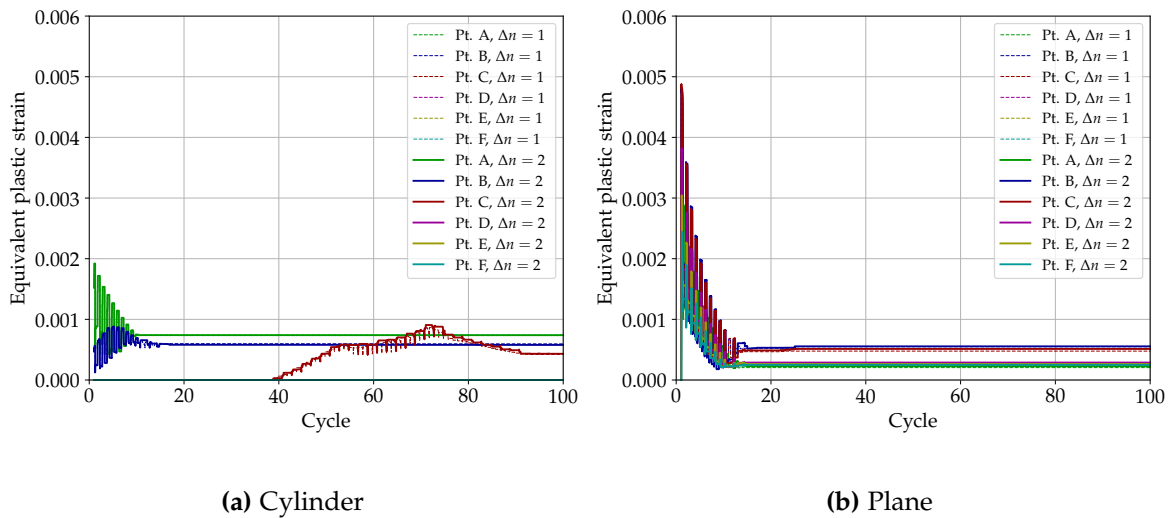 0.006
0.005
0.004
0.003
0.002
0.001
0.000
Equivalent plastic strain
0 20 40 60 80 100
Cycle
Pt. A, Δn = 1
Pt. B, Δn = 1
Pt. C, Δn = 1
Pt. D, Δn = 1
Pt. E, Δn = 1
Pt. F, Δn = 1
Pt. A, Δn = 2
Pt. B, Δn = 2
Pt. C, Δn = 2
Pt. D, Δn = 2
Pt. E, Δn = 2
Pt. F, Δn = 2
(a) Cylinder
0.006
0.005
0.004
0.003
0.002
0.001
0.000
Equivalent plastic strain
0 20 40 60 80 100
Cycle
Pt. A, Δn = 1
Pt. B, Δn = 1
Pt. C, Δn = 1
Pt. D, Δn = 1
Pt. E, Δn = 1
Pt. F, Δn = 1
Pt. A, Δn = 2
Pt. B, Δn = 2
Pt. C, Δn = 2
Pt. D, Δn = 2
Pt. E, Δn = 2
Pt. F, Δn = 2
(b) Plane